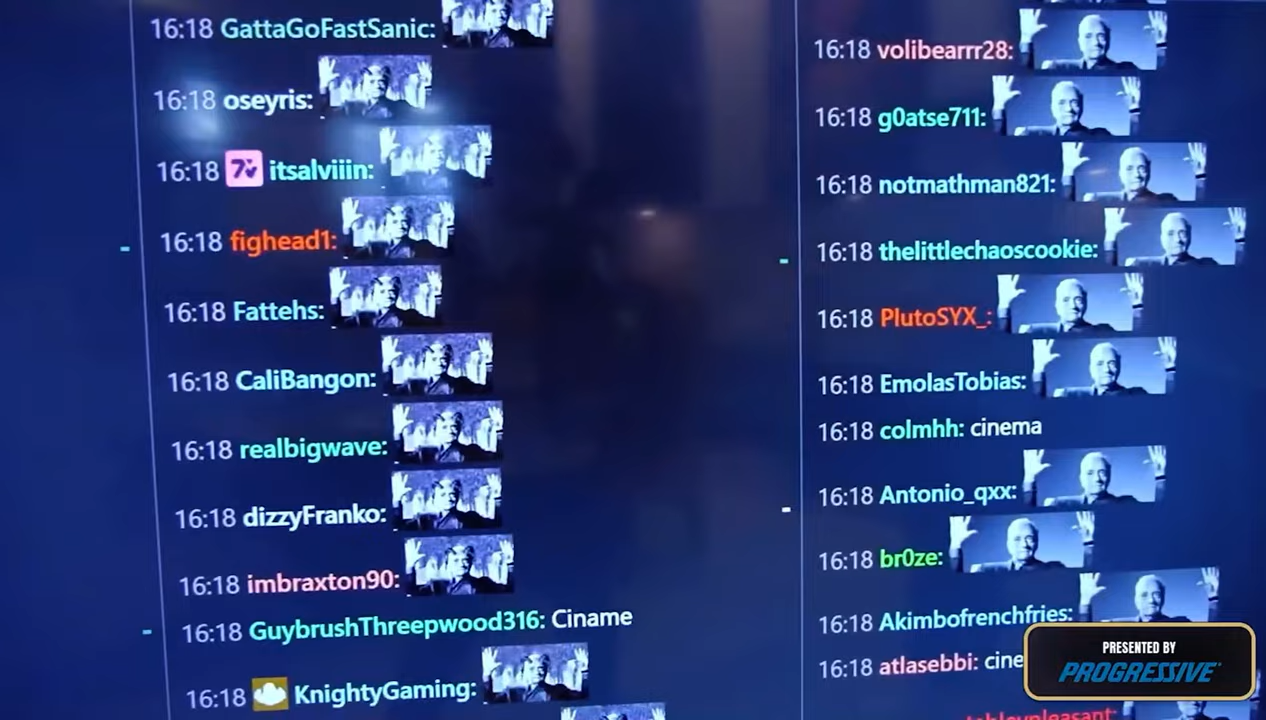 16:18 GattaGoFastSanic:
16:18 oseyris:
16:18 7 itsalviiin:
16:18 fighead1:
16:18 Fattehs:
16:18 CaliBangon:
16:18 realbigwave:
16:18 dizzyFranko:
16:18 imbraxton90:
16:18 GuybrushThreepwood316: Ciname
16:18 KnightyGaming:
16:18 volibearrr28:
16:18 g0atse711:
16:18 notmathman821:
16:18 thelittlechaoscookie:
16:18 PlutoSYX_:
16:18 EmolasTobias:
16:18 colmhh: cinema
16:18 Antonio_qxx:
16:18 br0ze:
16:18 Akimbofrenchfries:
16:18 atlasebbi: cine
PRESENTED BY
PROGRESSIVE